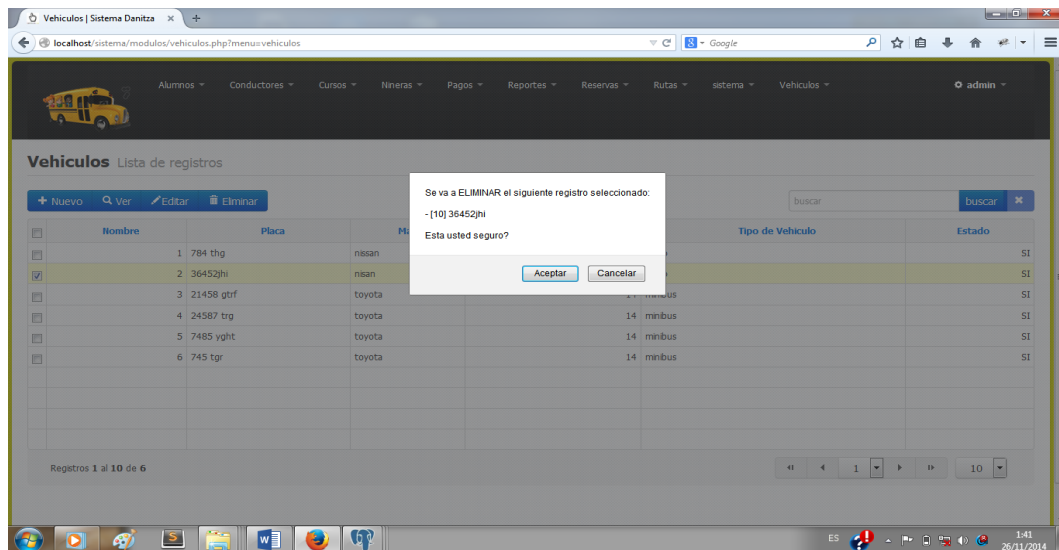 Vehiculos | Sistema Danitza
localhost/sistema/modulos/vehiculos.php?menu=vehiculos
Google
Alumnos Conductores Cursos Nineras Pagos Reportes Reservas Rutas sistema Vehiculos admin
Vehiculos Lista de registros
Nuevo Ver Editar Eliminar buscar buscar
Se va a ELIMINAR el siguiente registro seleccionado:
- [10] 36452jhi
Esta usted seguro?
Aceptar Cancelar
Nombre Placa Tipo de Vehiculo Estado
1 784 thg nissan SI
2 36452jhi nisan SI
3 21458 gtrf toyota 14 minibus SI
4 24587 trg toyota 14 minibus SI
5 7485 yght toyota 14 minibus SI
6 745 tgr toyota 14 minibus SI
Registros 1 al 10 de 6 1 10
ES 1:41
26/11/2014